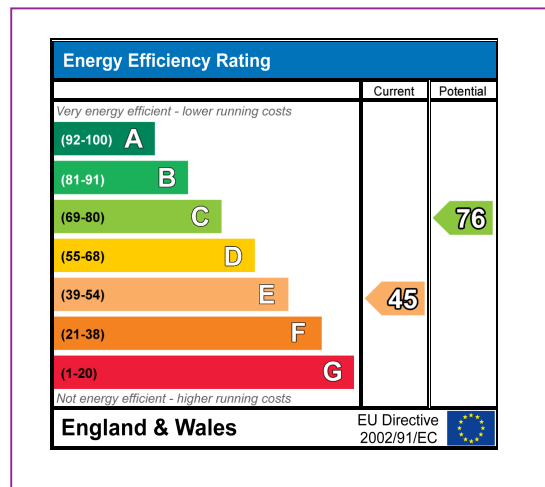 Energy Efficiency Rating
Current Potential
Very energy efficient - lower running costs
(92-100) A
(81-91) B
(69-80) C
76
(55-68) D
(39-54) E
45
(21-38) F
(1-20) G
Not energy efficient - higher running costs
England & Wales
EU Directive
2002/91/EC